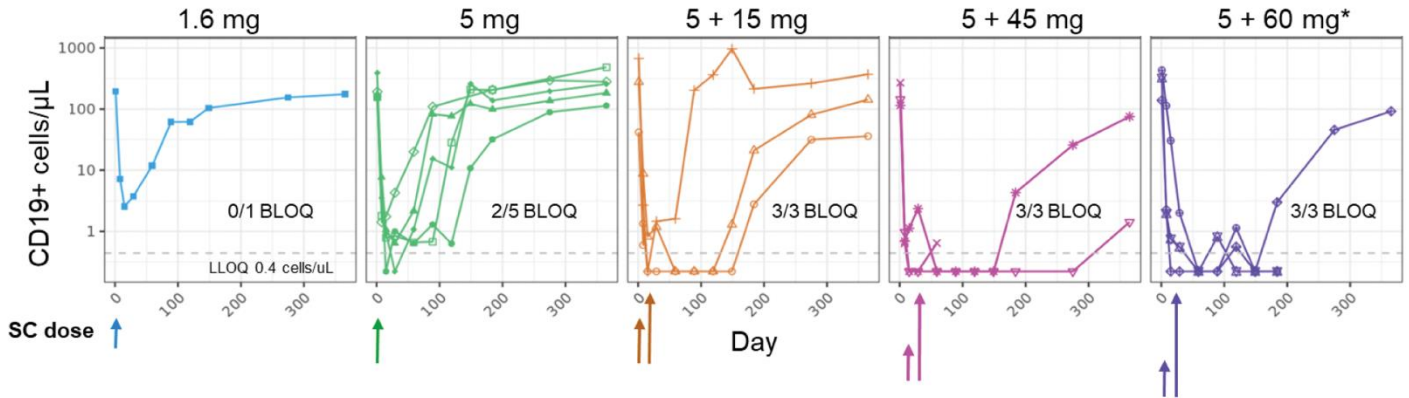 1.6 mg
5 mg
5 + 15 mg
5 + 45 mg
5 + 60 mg*
CD19+ cells/µL
1000
100
10
1
0/1 BLOQ
2/5 BLOQ
3/3 BLOQ
3/3 BLOQ
3/3 BLOQ
LLOQ 0.4 cells/uL
0 100 200 300
0 100 200 300
0 100 200 300
0 100 200 300
0 100 200 300
SC dose
Day